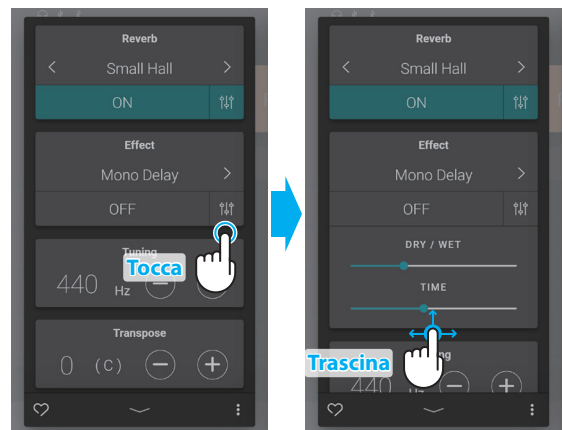 Reverb
Small Hall
ON
Effect
Mono Delay
OFF
Tuning
Tocca
440 Hz
Transpose
0 (C)
Reverb
Small Hall
ON
Effect
Mono Delay
OFF
DRY / WET
TIME
Trascina
440